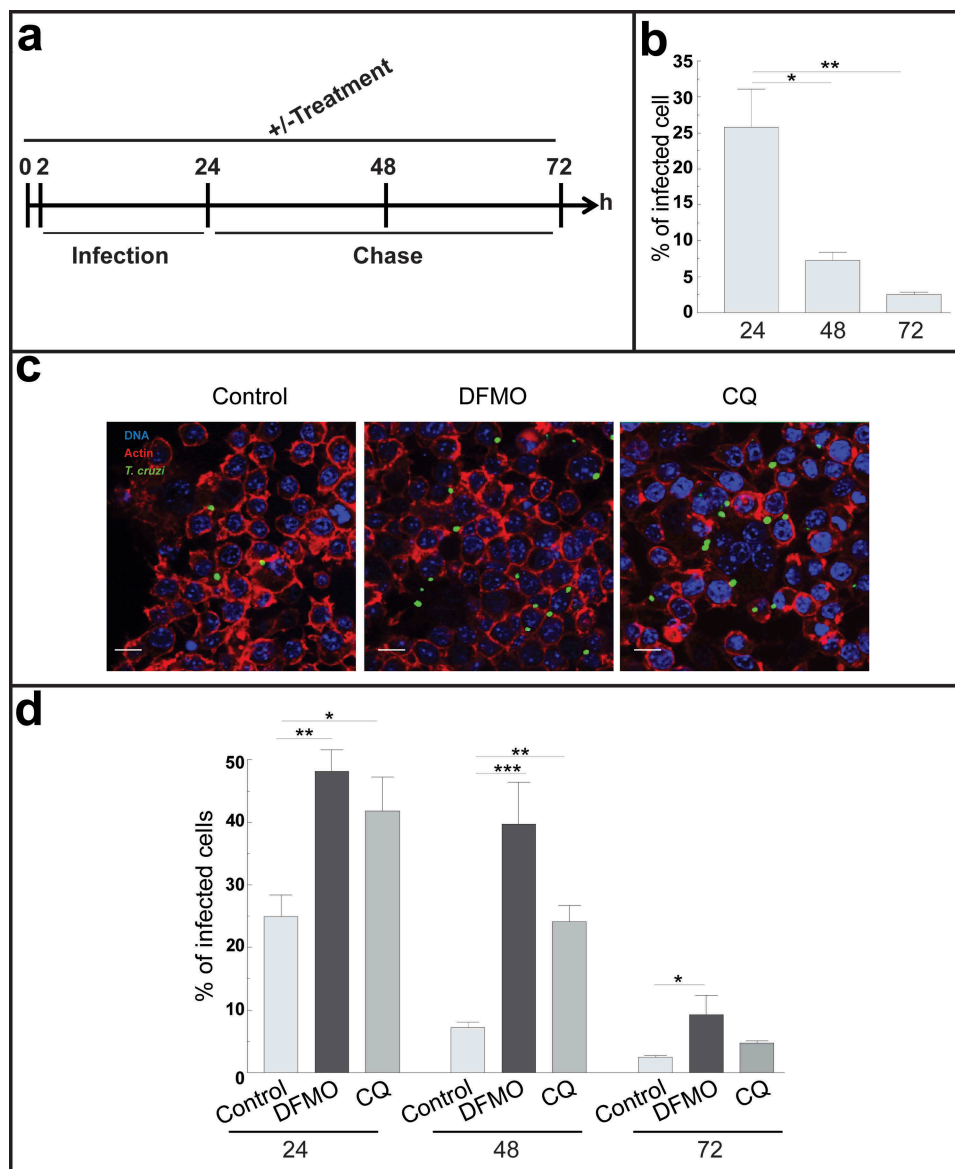 a
+/-Treatment
0 2 24 48 72
h
Infection Chase
b
% of infected cell
35
30
25
20
15
10
5
0
*
**
24 48 72
c
Control DFMO CQ
DNA
Actin
T. cruzi
d
% of infected cells
50
40
30
20
10
0
*
**
**
***
*
Control DFMO CQ Control DFMO CQ Control DFMO CQ
24 48 72